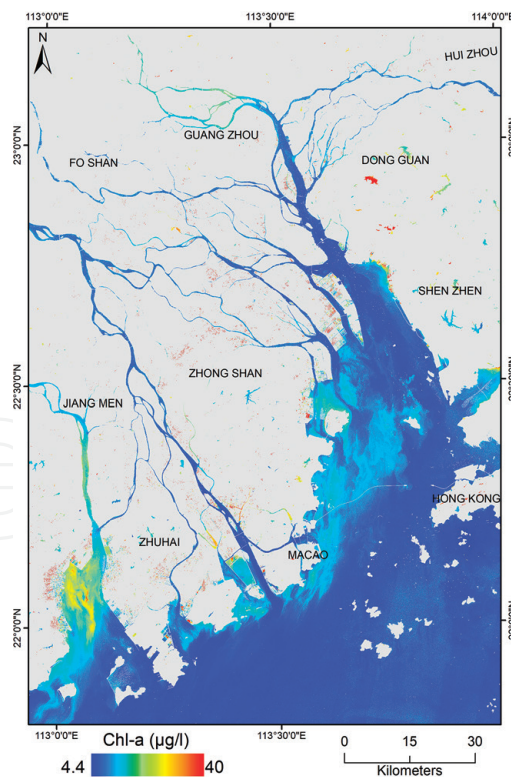 113°0'0"E 113°30'0"E 114°0'0"E
N
HUI ZHOU
GUANG ZHOU
23°0'0"N
FO SHAN
DONG GUAN
SHEN ZHEN
ZHONG SHAN
22°30'0"N
JIANG MEN
HONG KONG
ZHUHAI
MACAO
22°0'0"N
113°0'0"E 113°30'0"E
Chl-a (µg/l)
4.4 40
0 15 30
Kilometers